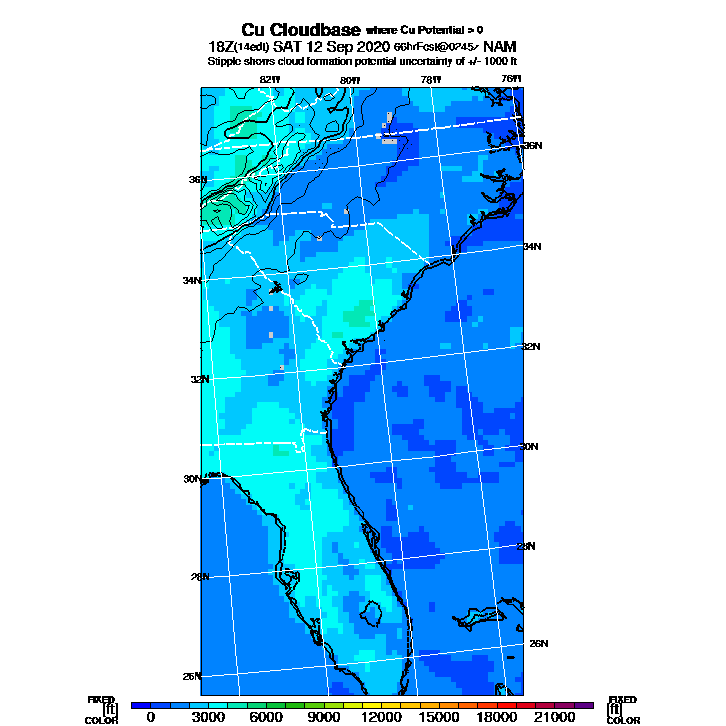 Cu Cloudbase where Cu Potential > 0
18Z(14edt) SAT 12 Sep 2020 66hrFcst@0245z NAM
Stipple shows cloud formation potential uncertainty of +/- 1000 ft
82W 80W 78W 76W
36N
36N
34N
34N
32N
32N
30N
30N
28N
28N
26N
26N
FIXED FIXED
[ft] [ft]
COLOR 0 3000 6000 9000 12000 15000 18000 21000 COLOR